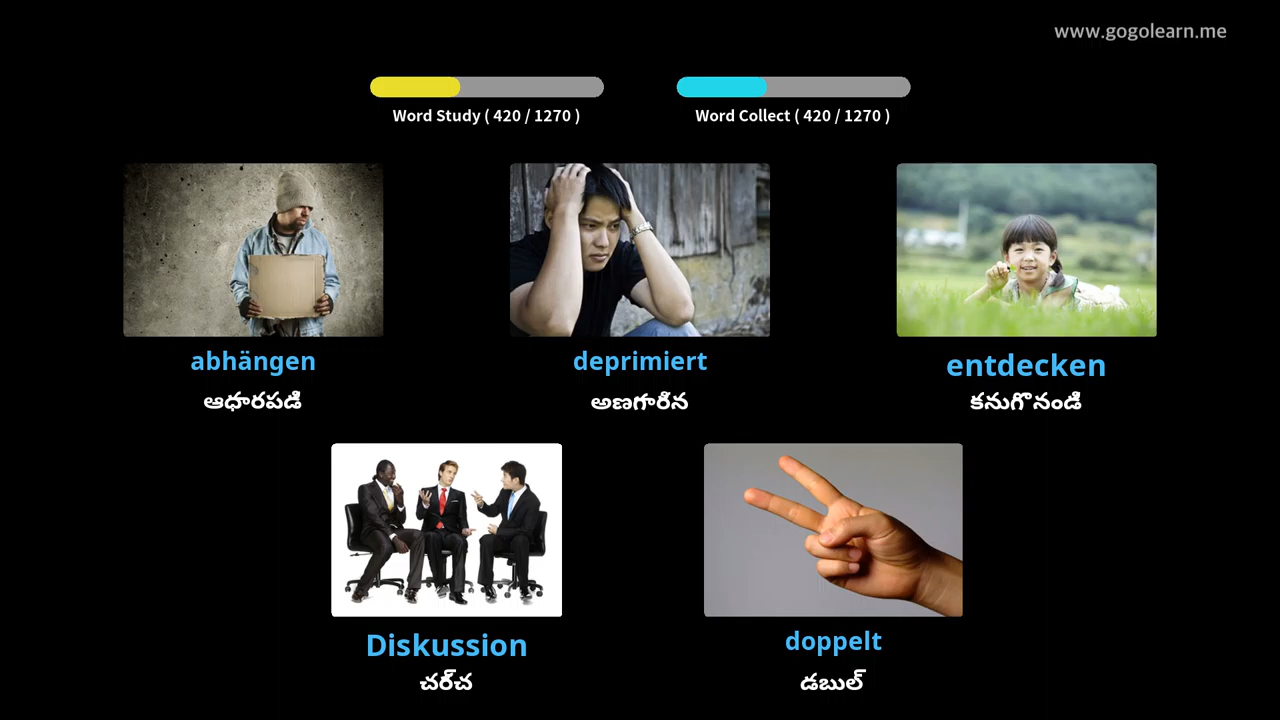 www.gogolearn.me
Word Study ( 420 / 1270 )
Word Collect ( 420 / 1270 )
abhängen
deprimiert
entdecken
ఆధారపడి
అణగారిన
కనుగొనండి
Diskussion
doppelt
చర్చ
డబుల్